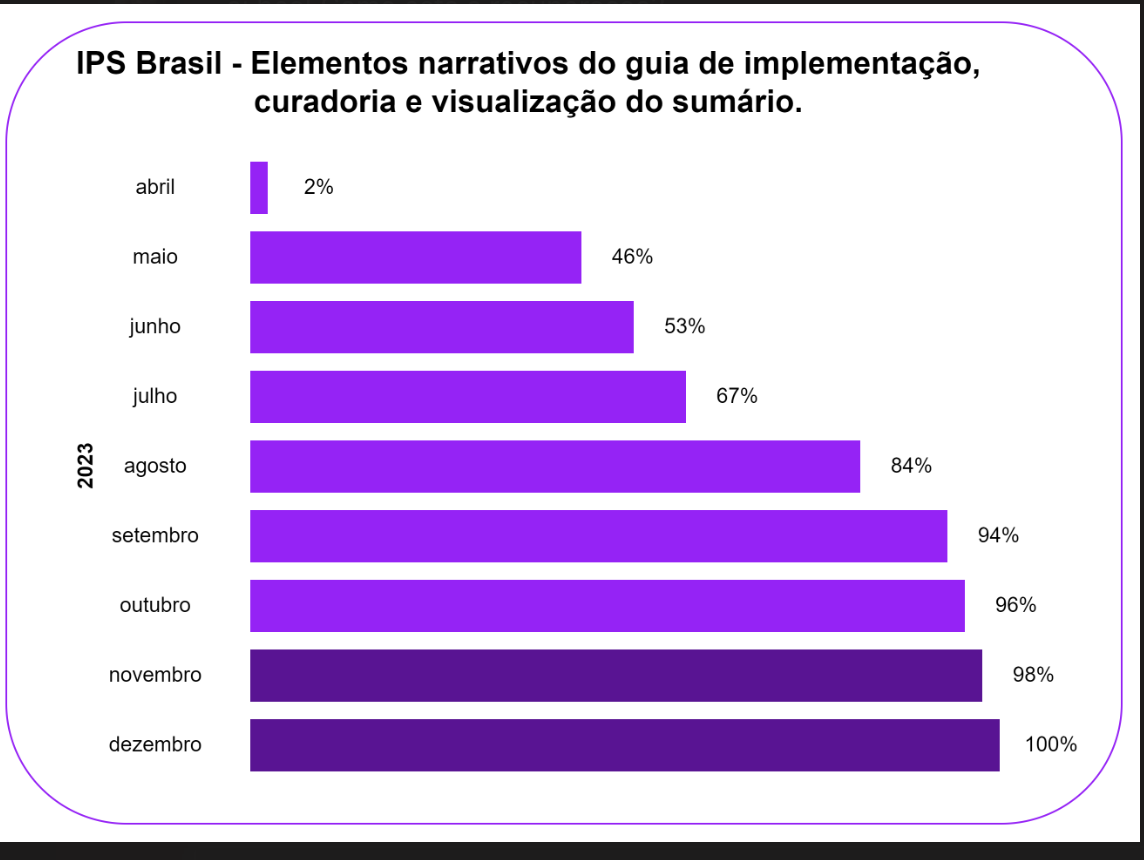 IPS Brasil - Elementos narrativos do guia de implementação,
curadoria e visualização do sumário.
abril 2%
maio 46%
junho 53%
julho 67%
2023
agosto 84%
setembro 94%
outubro 96%
novembro 98%
dezembro 100%